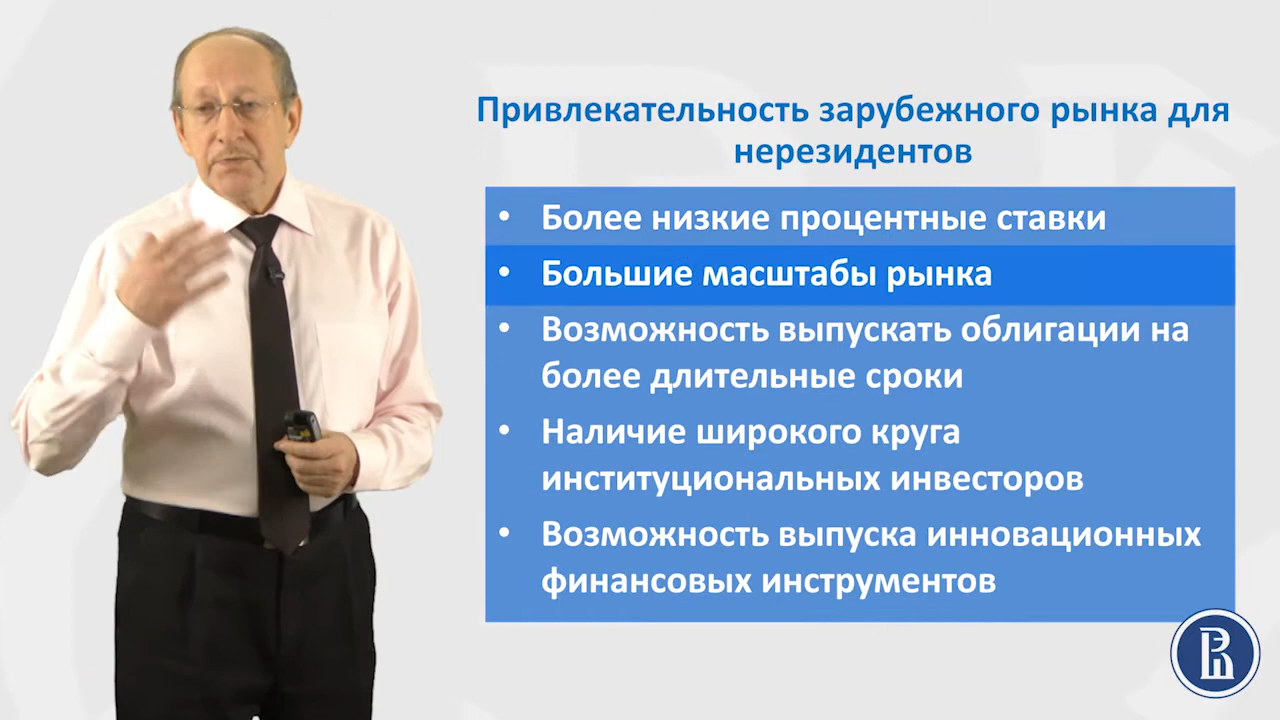 Привлекательность зарубежного рынка для
нерезидентов
• Более низкие процентные ставки
• Большие масштабы рынка
• Возможность выпускать облигации на
более длительные сроки
• Наличие широкого круга
институциональных инвесторов
• Возможность выпуска инновационных
финансовых инструментов